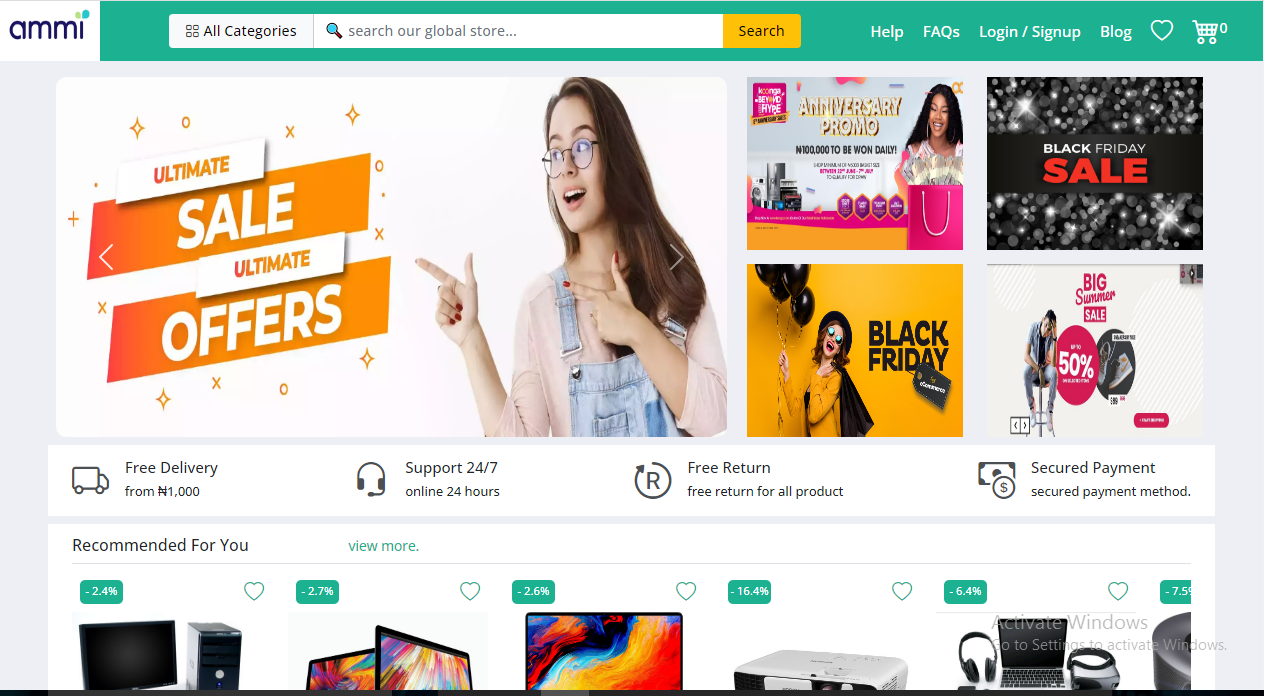 ammi
All Categories
search our global store...
Search
Help
FAQs
Login / Signup
Blog
0
ULTIMATE
SALE
ULTIMATE
OFFERS
konga
BEYOND
HYPE
ANNIVERSARY
PROMO
₦100,000 TO BE WON DAILY!
BLACK FRIDAY
SALE
BLACK
FRIDAY
eCommerce
BIG
Summer
SALE
UP TO
50%
Free Delivery
from ₦1,000
Support 24/7
online 24 hours
R
Free Return
free return for all product
$
Secured Payment
secured payment method.
Recommended For You
view more.
- 2.4%
- 2.7%
- 2.6%
- 16.4%
- 6.4%
- 7.5%
Activate Windows
Go to Settings to activate Windows.